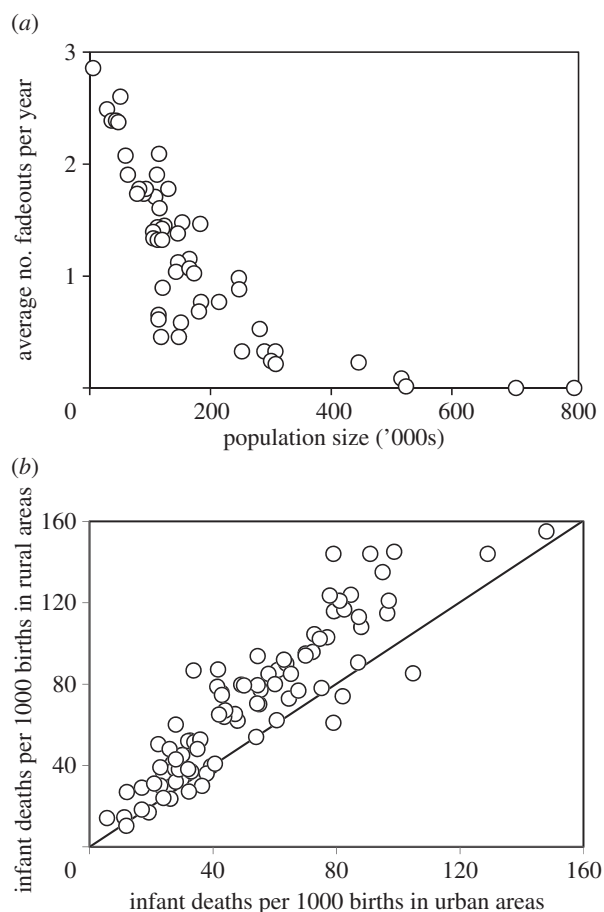 (a)
3
2
1
0
average no. fadeouts per year
200
400
600
800
population size ('000s)
(b)
160
120
80
40
0
infant deaths per 1000 births in rural areas
40
80
120
160
infant deaths per 1000 births in urban areas